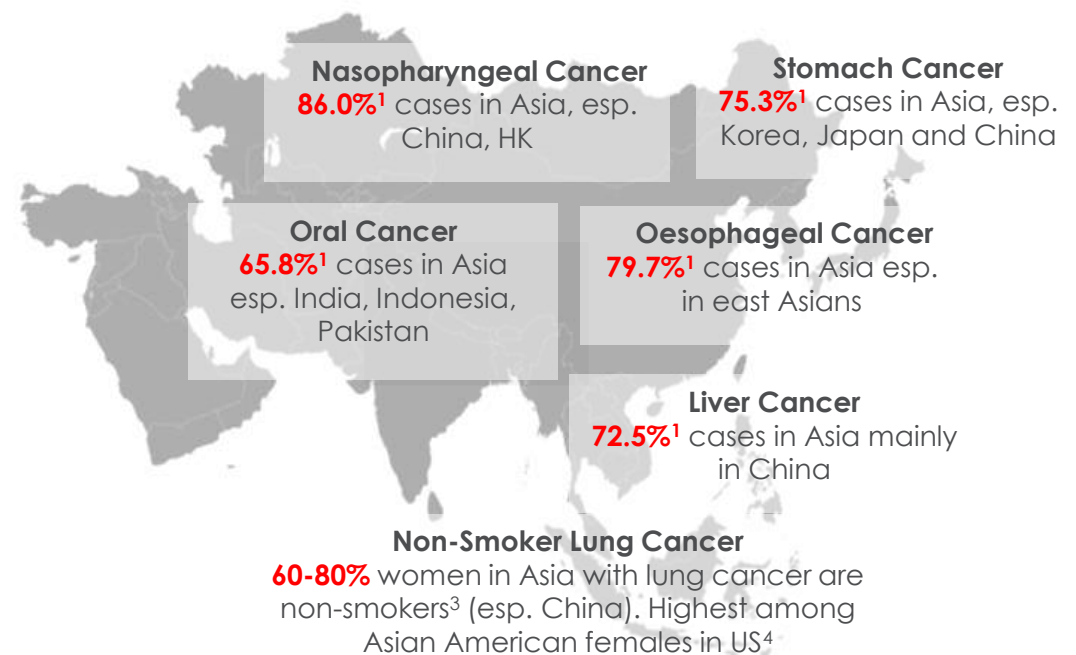 Nasopharyngeal Cancer
86.0%¹ cases in Asia, esp.
China, HK
Stomach Cancer
75.3%¹ cases in Asia, esp.
Korea, Japan and China
Oral Cancer
65.8%¹ cases in Asia
esp. India, Indonesia,
Pakistan
Oesophageal Cancer
79.7%¹ cases in Asia esp.
in east Asians
Liver Cancer
72.5%¹ cases in Asia mainly
in China
Non-Smoker Lung Cancer
60-80% women in Asia with lung cancer are
non-smokers³ (esp. China). Highest among
Asian American females in US⁴